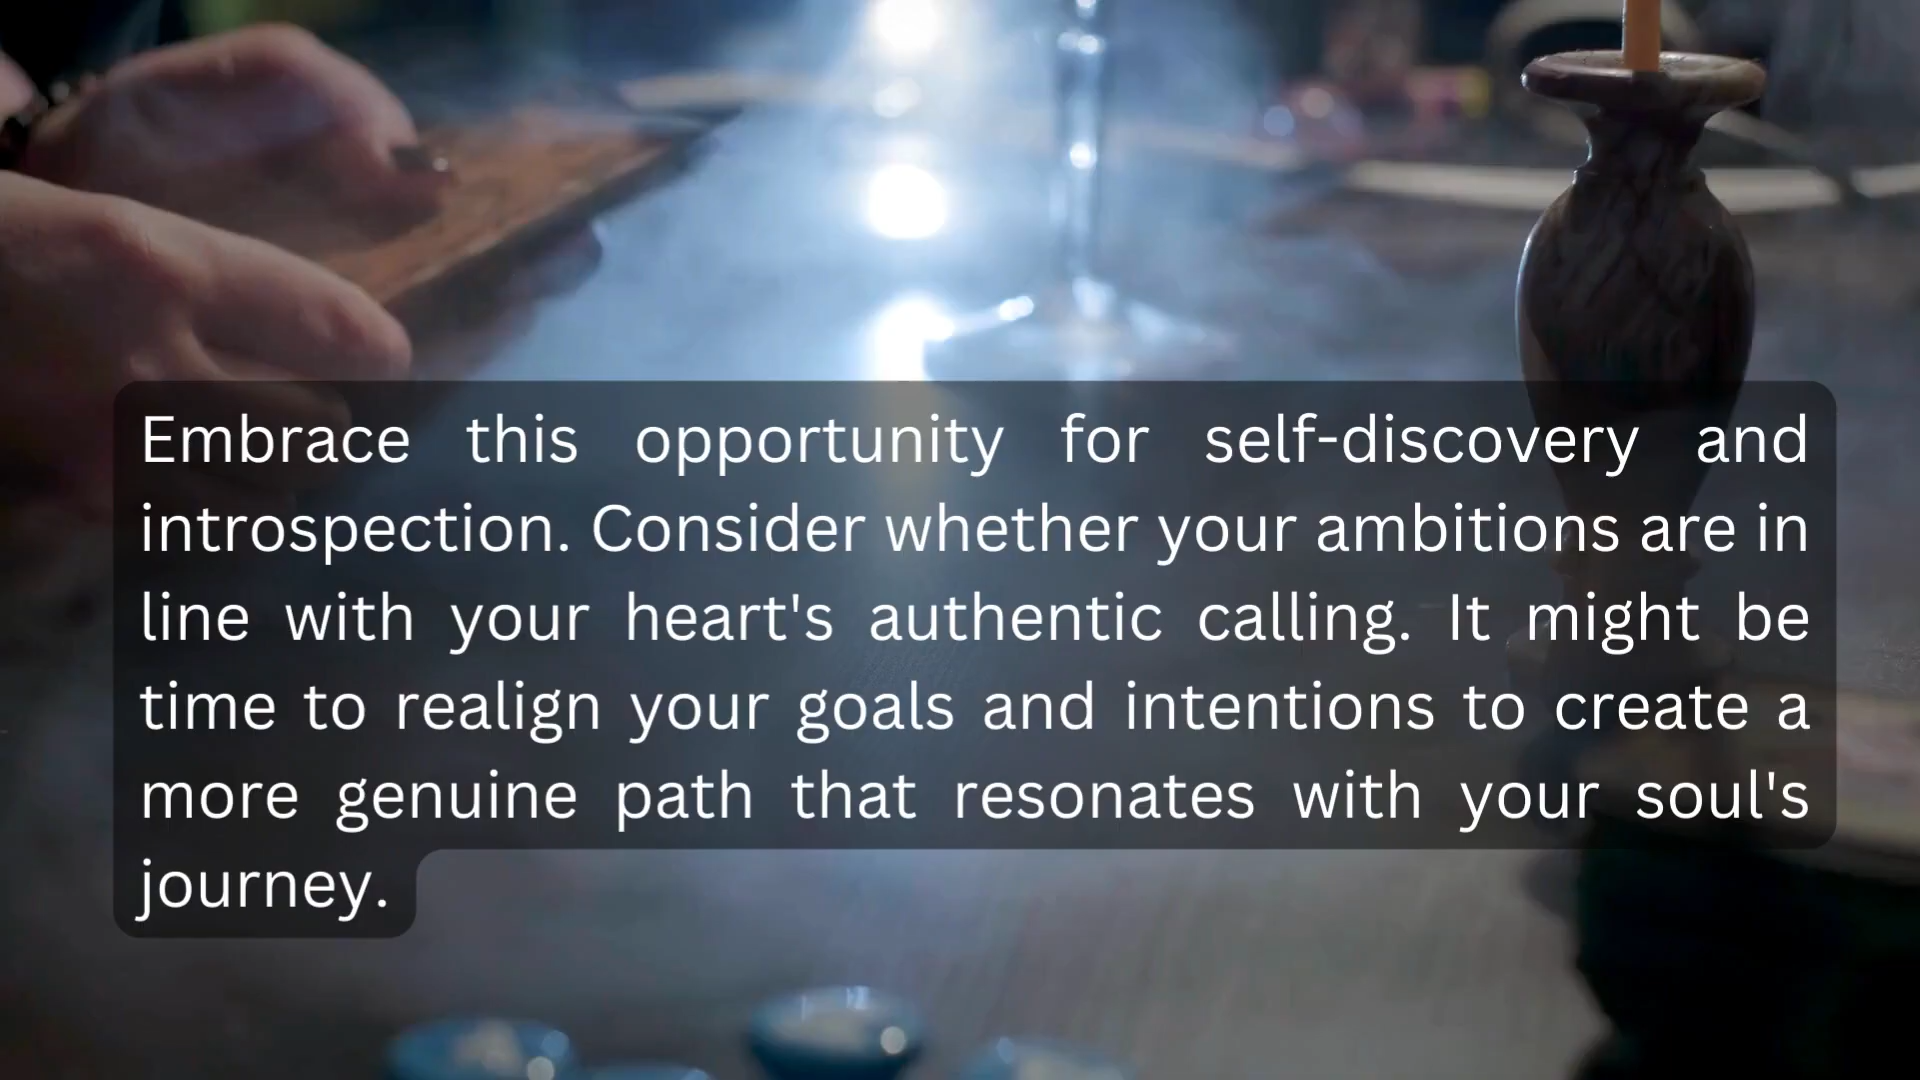 Embrace this opportunity for self-discovery and
introspection. Consider whether your ambitions are in
line with your heart's authentic calling. It might be
time to realign your goals and intentions to create a
more genuine path that resonates with your soul's
journey.